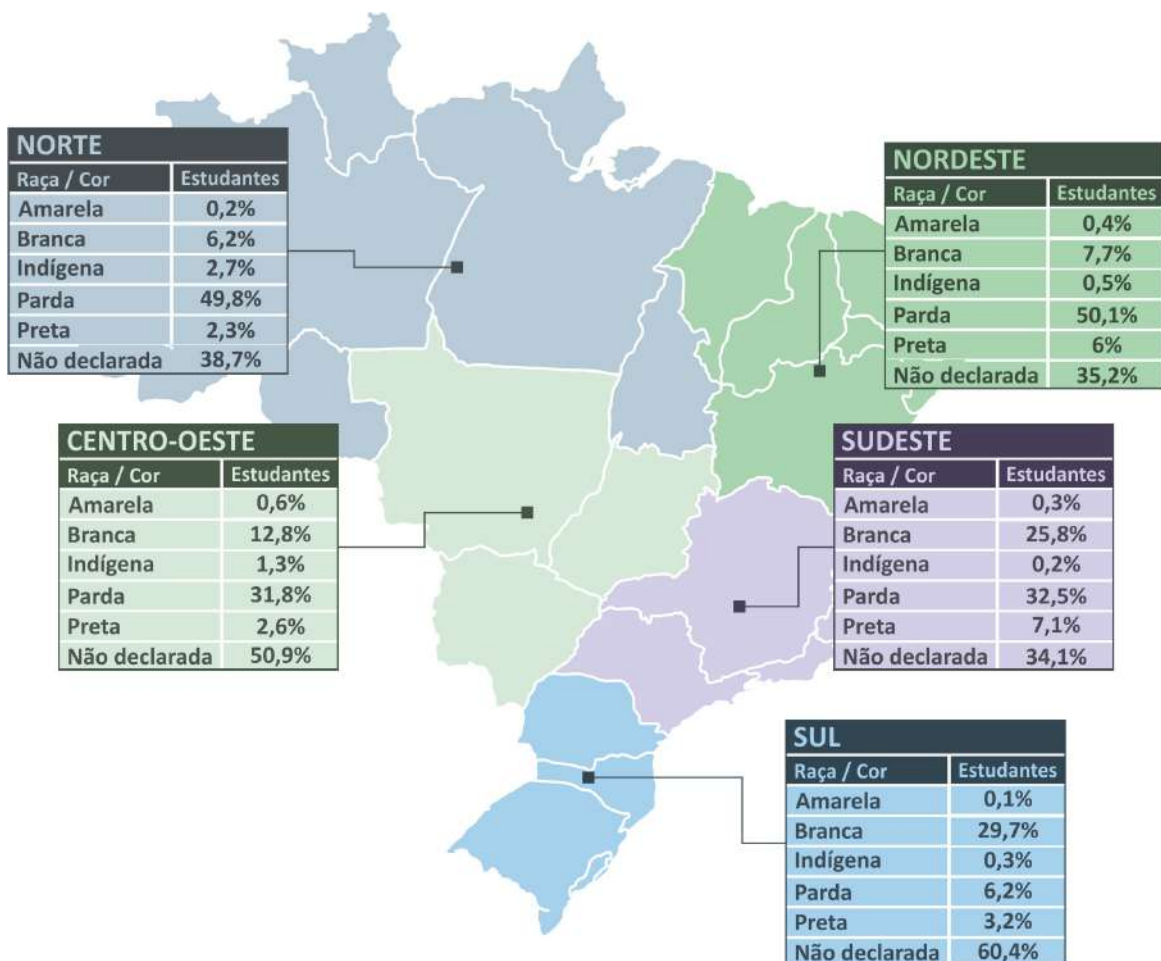 NORTE
Raça / Cor Estudantes
Amarela 0,2%
Branca 6,2%
Indígena 2,7%
Parda 49,8%
Preta 2,3%
Não declarada 38,7%
NORDESTE
Raça / Cor Estudantes
Amarela 0,4%
Branca 7,7%
Indígena 0,5%
Parda 50,1%
Preta 6%
Não declarada 35,2%
CENTRO-OESTE
Raça / Cor Estudantes
Amarela 0,6%
Branca 12,8%
Indígena 1,3%
Parda 31,8%
Preta 2,6%
Não declarada 50,9%
SUDESTE
Raça / Cor Estudantes
Amarela 0,3%
Branca 25,8%
Indígena 0,2%
Parda 32,5%
Preta 7,1%
Não declarada 34,1%
SUL
Raça / Cor Estudantes
Amarela 0,1%
Branca 29,7%
Indígena 0,3%
Parda 6,2%
Preta 3,2%
Não declarada 60,4%